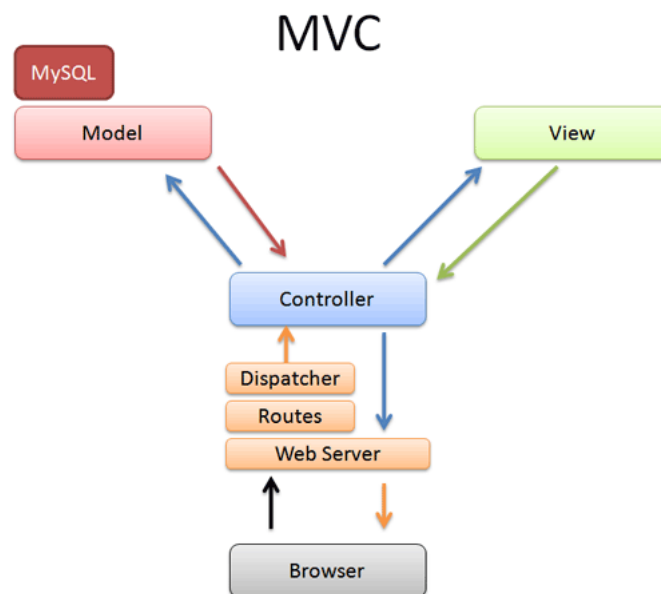 MVC
MySQL
Model
View
Controller
Dispatcher
Routes
Web Server
Browser